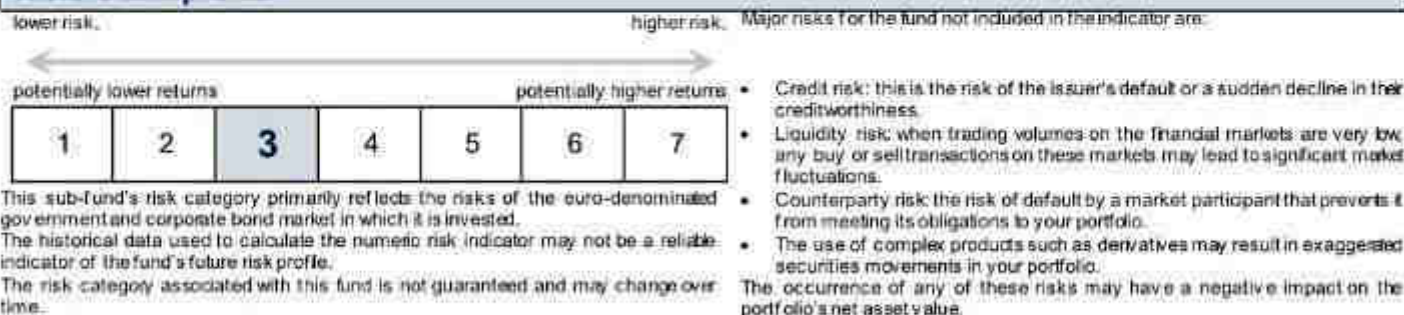 lower risk,
higher risk,
potentially lower returns
potentially higher returns
1 2 3 4 5 6 7
This sub-fund's risk category primarily reflects the risks of the euro-denominated
government and corporate bond market in which it is invested.
The historical data used to calculate the numeric risk indicator may not be a reliable
indicator of the fund's future risk profile.
The risk category associated with this fund is not guaranteed and may change over
time.
Major risks for the fund not included in the indicator are:
• Credit risk: this is the risk of the issuer's default or a sudden decline in their
creditworthiness.
• Liquidity risk: when trading volumes on the financial markets are very low,
any buy or sell transactions on these markets may lead to significant market
fluctuations.
• Counterparty risk: the risk of default by a market participant that prevents it
from meeting its obligations to your portfolio.
• The use of complex products such as derivatives may result in exaggerated
securities movements in your portfolio.
The occurrence of any of these risks may have a negative impact on the
portfolio's net asset value.